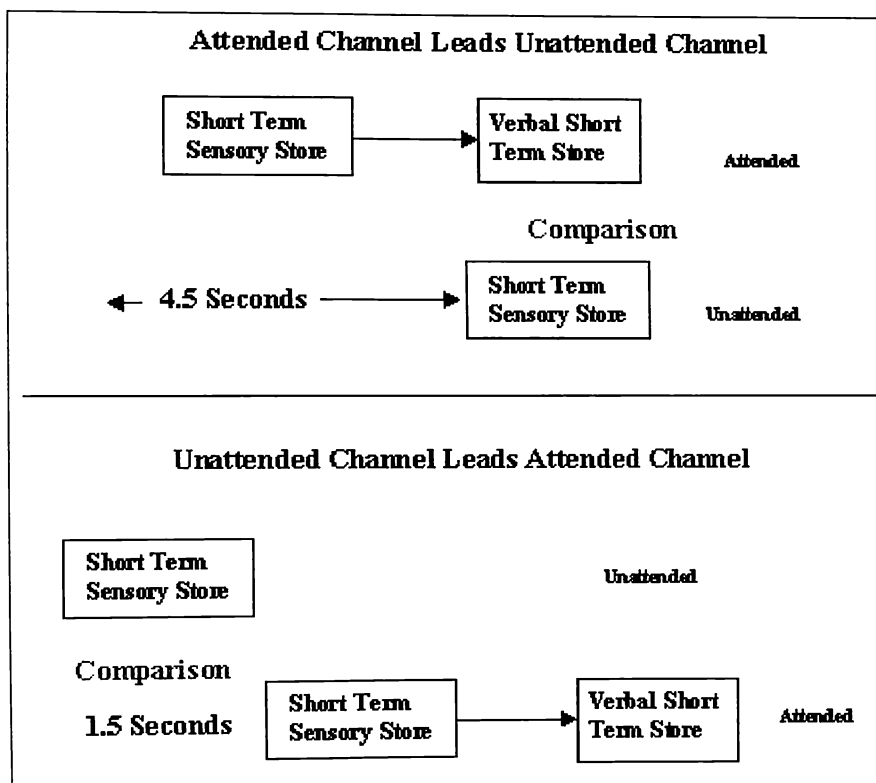 Attended Channel Leads Unattended Channel
Short Term
Sensory Store
Verbal Short
Term Store
Attended
Comparison
4.5 Seconds
Short Term
Sensory Store
Unattended
Unattended Channel Leads Attended Channel
Short Term
Sensory Store
Unattended
Comparison
1.5 Seconds
Short Term
Sensory Store
Verbal Short
Term Store
Attended